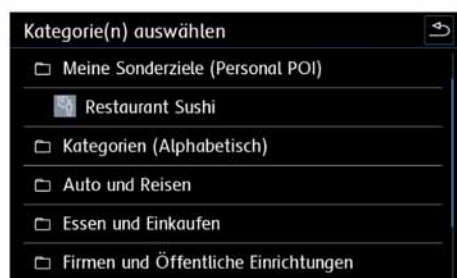 Kategorie(n) auswählen
Meine Sonderziele (Personal POI)
Restaurant Sushi
Kategorien (Alphabetisch)
Auto und Reisen
Essen und Einkaufen
Firmen und Öffentliche Einrichtungen